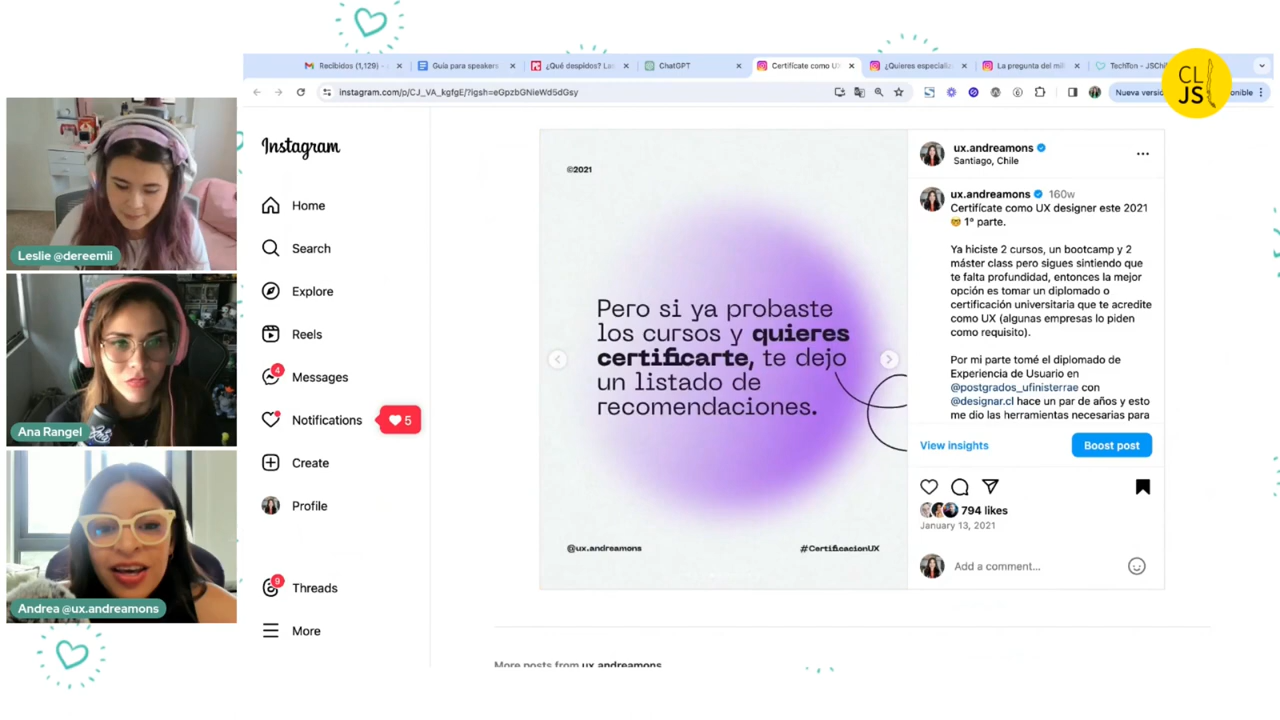 Recibidos (1,129) -
Guía para speakers
¿Qué despidos? La
ChatGPT
Certifícate como UX
¿Quieres especializ
La pregunta del mil
TechTon - JSChi
CL
JS
instagram.com/p/CJ_VA_kgfgE/?igsh=eGpzbGNleWd5dGsy
Nueva versió
onible
Leslie @dereemii
Ana Rangel
Andrea @ux.andreamons
Instagram
Home
Search
Explore
Reels
4
Messages
Notifications
5
Create
Profile
9
Threads
More
©2021
Pero si ya probaste
los cursos y quieres
certificarte, te dejo
un listado de
recomendaciones.
@ux.andreamons
#CertificacionUX
ux.andreamons
Santiago, Chile
ux.andreamons 160w
Certifícate como UX designer este 2021
🤓 1º parte.
Ya hiciste 2 cursos, un bootcamp y 2
máster class pero sigues sintiendo que
te falta profundidad, entonces la mejor
opción es tomar un diplomado o
certificación universitaria que te acredite
como UX (algunas empresas lo piden
como requisito).
Por mi parte tomé el diplomado de
Experiencia de Usuario en
@postgrados_ufinisterrae con
@designar.cl hace un par de años y esto
me dio las herramientas necesarias para
View insights
Boost post
794 likes
January 13, 2021
Add a comment...
More posts from ux.andreamons